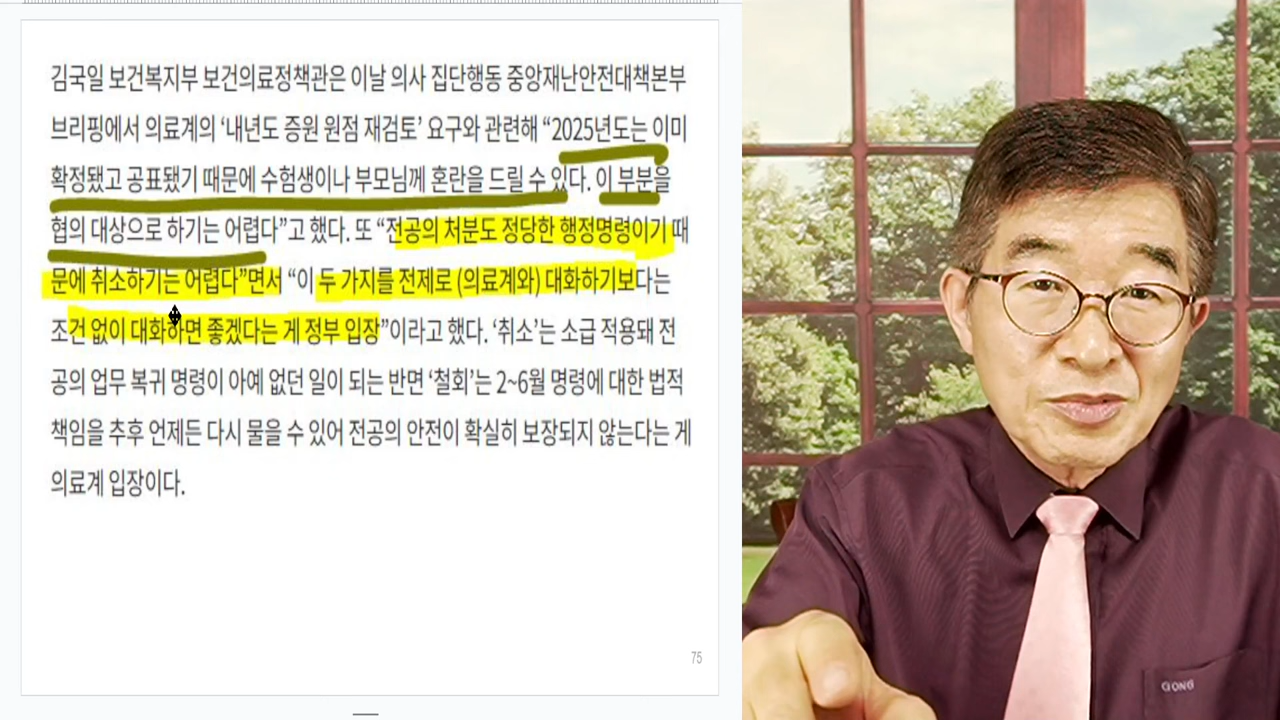 김국일 보건복지부 보건의료정책관은 이날 의사 집단행동 중앙재난안전대책본부
브리핑에서 의료계의 ‘내년도 증원 원점 재검토’ 요구와 관련해 “2025년도는 이미
확정됐고 공표됐기 때문에 수험생이나 부모님께 혼란을 드릴 수 있다. 이 부분을
협의 대상으로 하기는 어렵다”고 했다. 또 “전공의 처분도 정당한 행정명령이기 때
문에 취소하기는 어렵다”면서 “이 두 가지를 전제로 (의료계와) 대화하기보다는
조건 없이 대화하면 좋겠다는 게 정부 입장”이라고 했다. ‘취소’는 소급 적용돼 전
공의 업무 복귀 명령이 아예 없던 일이 되는 반면 ‘철회’는 2~6월 명령에 대한 법적
책임을 추후 언제든 다시 물을 수 있어 전공의 안전이 확실히 보장되지 않는다는 게
의료계 입장이다.
75
GONG